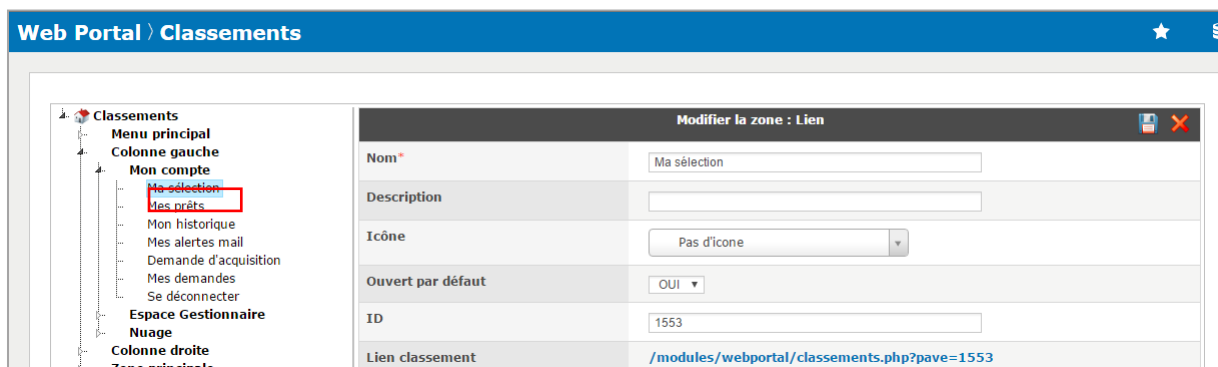 Web Portal 〉Classements
Classements
Menu principal
Colonne gauche
Mon compte
Ma sélection
Mes prêts
Mon historique
Mes alertes mail
Demande d'acquisition
Mes demandes
Se déconnecter
Espace Gestionnaire
Nuage
Colonne droite
Zone principale
Modifier la zone : Lien
Nom*
Ma sélection
Description
Icône
Pas d'icone
Ouvert par défaut
OUI
ID
1553
Lien classement
/modules/webportal/classements.php?pave=1553